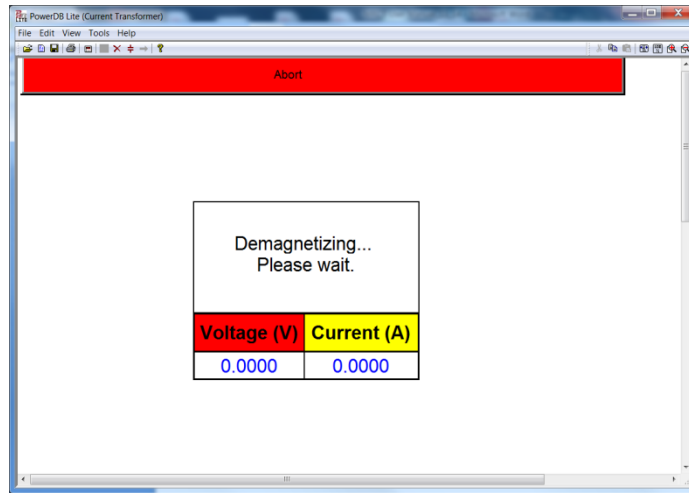 PowerDB Lite (Current Transformer)
File Edit View Tools Help
Abort
Demagnetizing...
Please wait.
Voltage (V) Current (A)
0.0000 0.0000